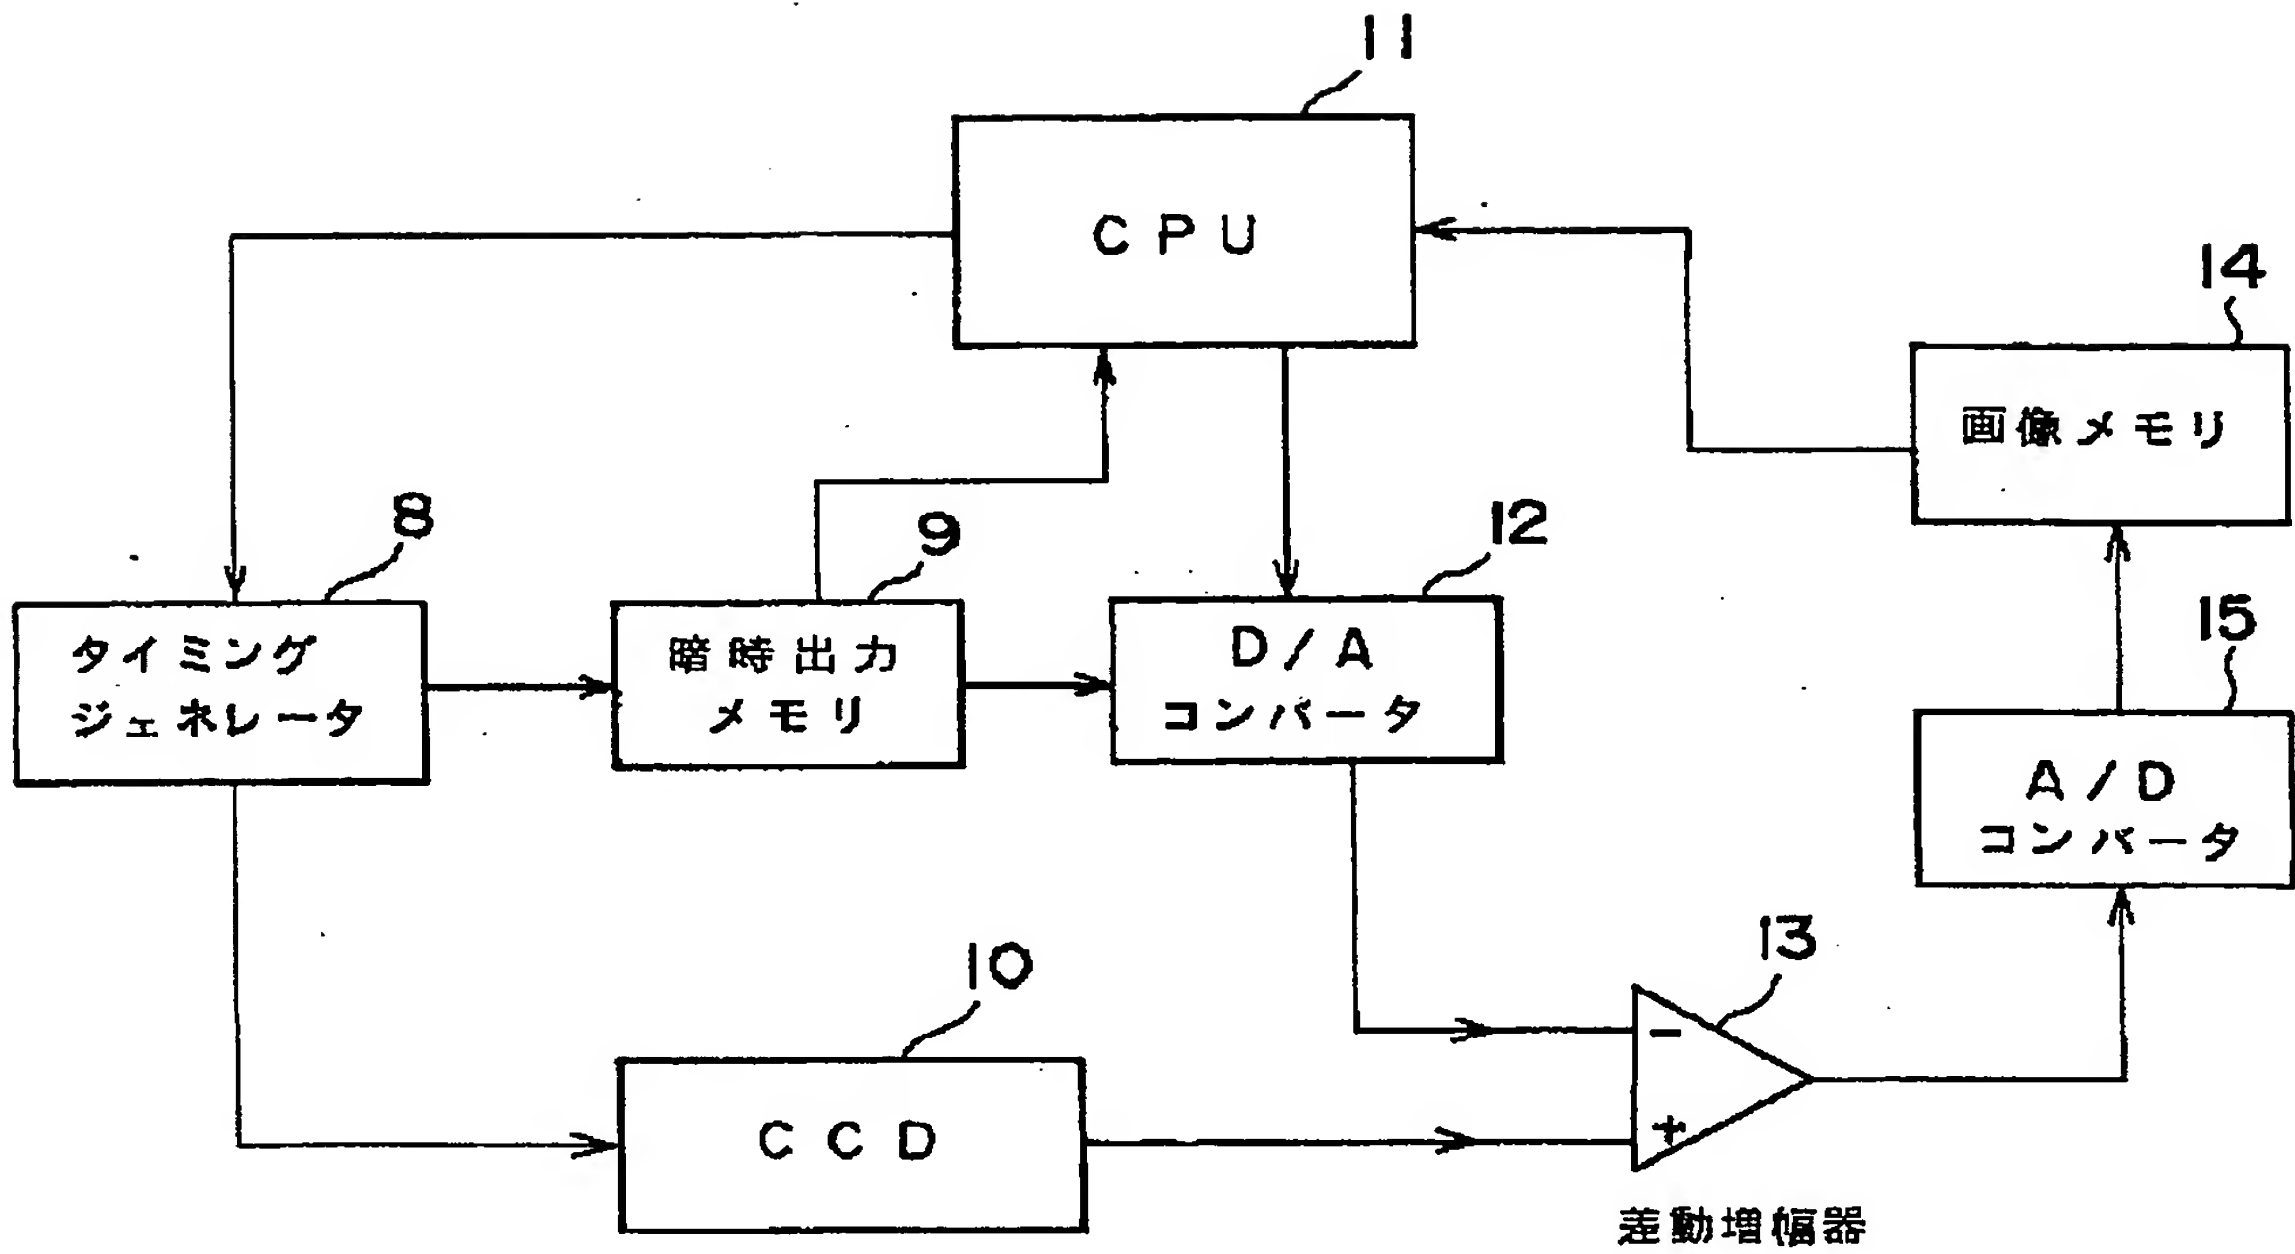 11
CPU
14
画像メモリ
8
9
12
タイミング
ジェネレータ
暗時出力
メモリ
D/A
コンバータ
15
A/D
コンバータ
10
CCD
13
-
+
差動増幅器